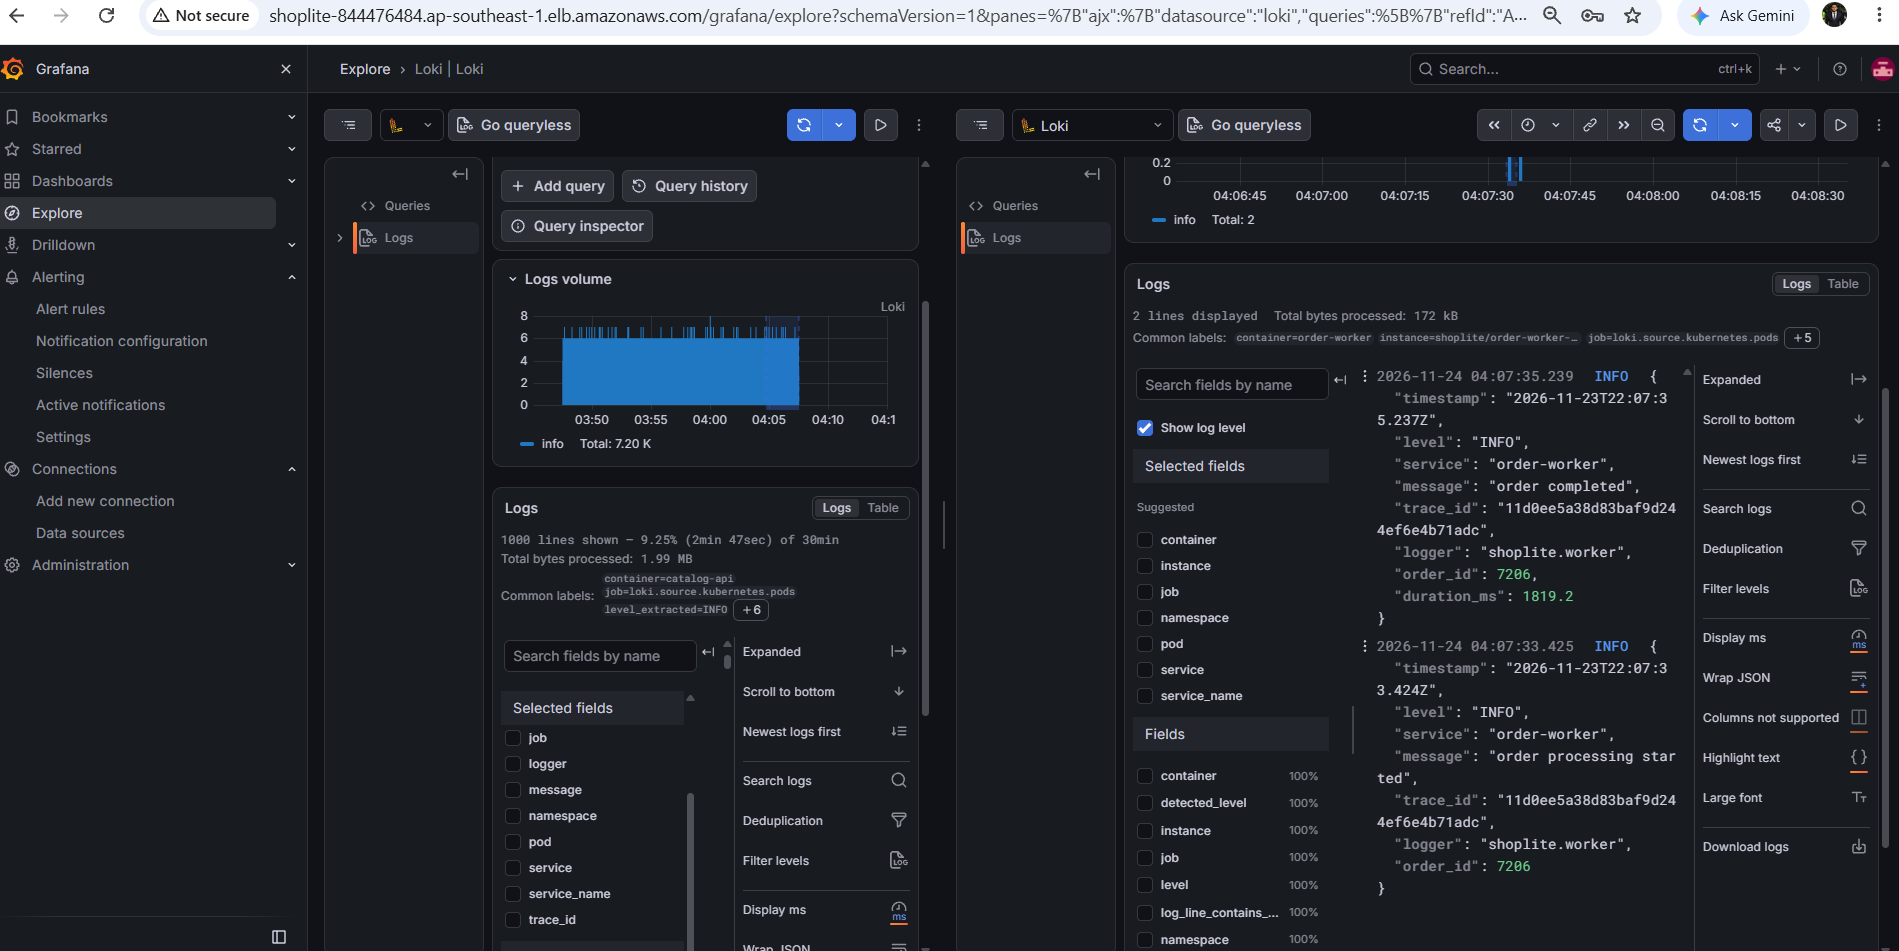 Not secure
shoplite-844476484.ap-southeast-1.elb.amazonaws.com/grafana/explore?schemaVersion=1&panes=%7B"ajx":%7B"datasource":"loki","queries":%5B%7B"refId":"A...
Ask Gemini
Grafana
Explore › Loki | Loki
Search...
ctrl+k
Bookmarks
Starred
Dashboards
Explore
Drilldown
Alerting
Alert rules
Notification configuration
Silences
Active notifications
Settings
Connections
Add new connection
Data sources
Administration
Go queryless
Queries
Logs
Add query
Query history
Query inspector
Logs volume
Loki
8
6
4
2
0
03:50 03:55 04:00 04:05 04:10 04:1
info Total: 7.20 K
Logs
Logs Table
1000 lines shown — 9.25% (2min 47sec) of 30min
Total bytes processed: 1.99 MB
Common labels: container=catalog-api
job=loki.source.kubernetes.pods
level_extracted=INFO +6
Search fields by name
Selected fields
job
logger
message
namespace
pod
service
service_name
trace_id
Expanded
Scroll to bottom
Newest logs first
Search logs
Deduplication
Filter levels
Display ms
ms
Wrap JSON
Loki
Go queryless
Queries
Logs
0.2
0
04:06:45 04:07:00 04:07:15 04:07:30 04:07:45 04:08:00 04:08:15 04:08:30
info Total: 2
Logs
Logs Table
2 lines displayed Total bytes processed: 172 kB
Common labels: container=order-worker instance=shoplite/order-worker-… job=loki.source.kubernetes.pods +5
Search fields by name
Show log level
Selected fields
Suggested
container
instance
job
namespace
pod
service
service_name
Fields
container 100%
detected_level 100%
instance 100%
job 100%
level 100%
log_line_contains_... 100%
namespace 100%
2026-11-24 04:07:35.239 INFO {
"timestamp": "2026-11-23T22:07:3
5.237Z",
"level": "INFO",
"service": "order-worker",
"message": "order completed",
"trace_id": "11d0ee5a38d83baf9d24
4ef6e4b71adc",
"logger": "shoplite.worker",
"order_id": 7206,
"duration_ms": 1819.2
}
2026-11-24 04:07:33.425 INFO {
"timestamp": "2026-11-23T22:07:3
3.424Z",
"level": "INFO",
"service": "order-worker",
"message": "order processing star
ted",
"trace_id": "11d0ee5a38d83baf9d24
4ef6e4b71adc",
"logger": "shoplite.worker",
"order_id": 7206
}
Expanded
Scroll to bottom
Newest logs first
Search logs
Deduplication
Filter levels
Display ms
ms
Wrap JSON
Columns not supported
Highlight text
Large font
Download logs